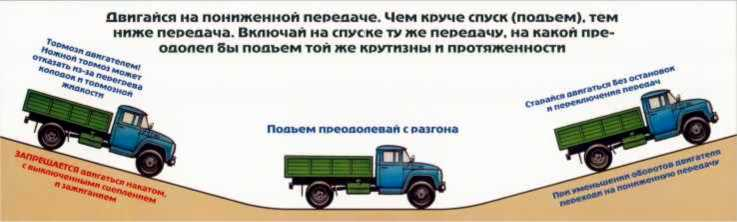 Двигайся на пониженной передаче. Чем круче спуск (подъем), тем
ниже передача. Включай на спуске ту же передачу, на какой пре-
одолел бы подъем той же крутизны и протяженности
Тормози двигателем!
Ножной тормоз может
отказать из-за перегрева
колодок и тормозной
жидкости
ЗАПРЕЩАЕТСЯ двигаться накатом,
с выключенными сцеплением
и зажиганием
Подъем преодолевай с разгона
Старайся двигаться без остановок
и переключения передач
При уменьшении оборотов двигателя
переходи на пониженную передачу